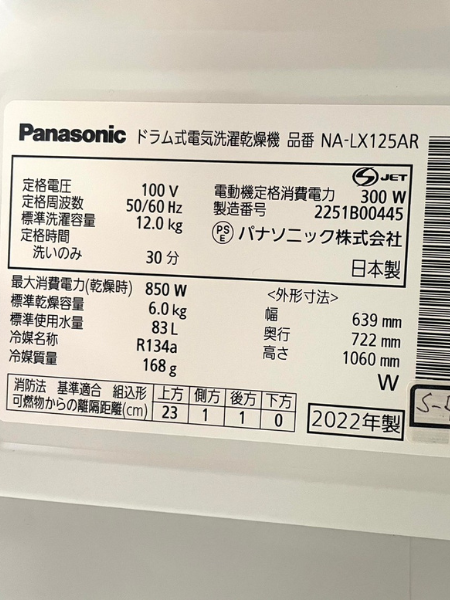 Panasonic ドラム式電気洗濯乾燥機 品番 NA-LX125AR
定格電圧 100 V
定格周波数 50/60 Hz
標準洗濯容量 12.0kg
定格時間
洗いのみ 30 分
S JET
電動機定格消費電力 300 W
製造番号 2251B00445
PS E パナソニック株式会社
日本製
最大消費電力(乾燥時) 850 W
標準乾燥容量 6.0kg
標準使用水量 83 L
冷媒名称 R134a
冷媒質量 168 g
<外形寸法>
幅 639 mm
奥行 722 mm
高さ 1060 mm
W
消防法 基準適合 組込形 上方 側方 後方 下方
可燃物からの離隔距離(cm) 23 1 1 0
2022年製